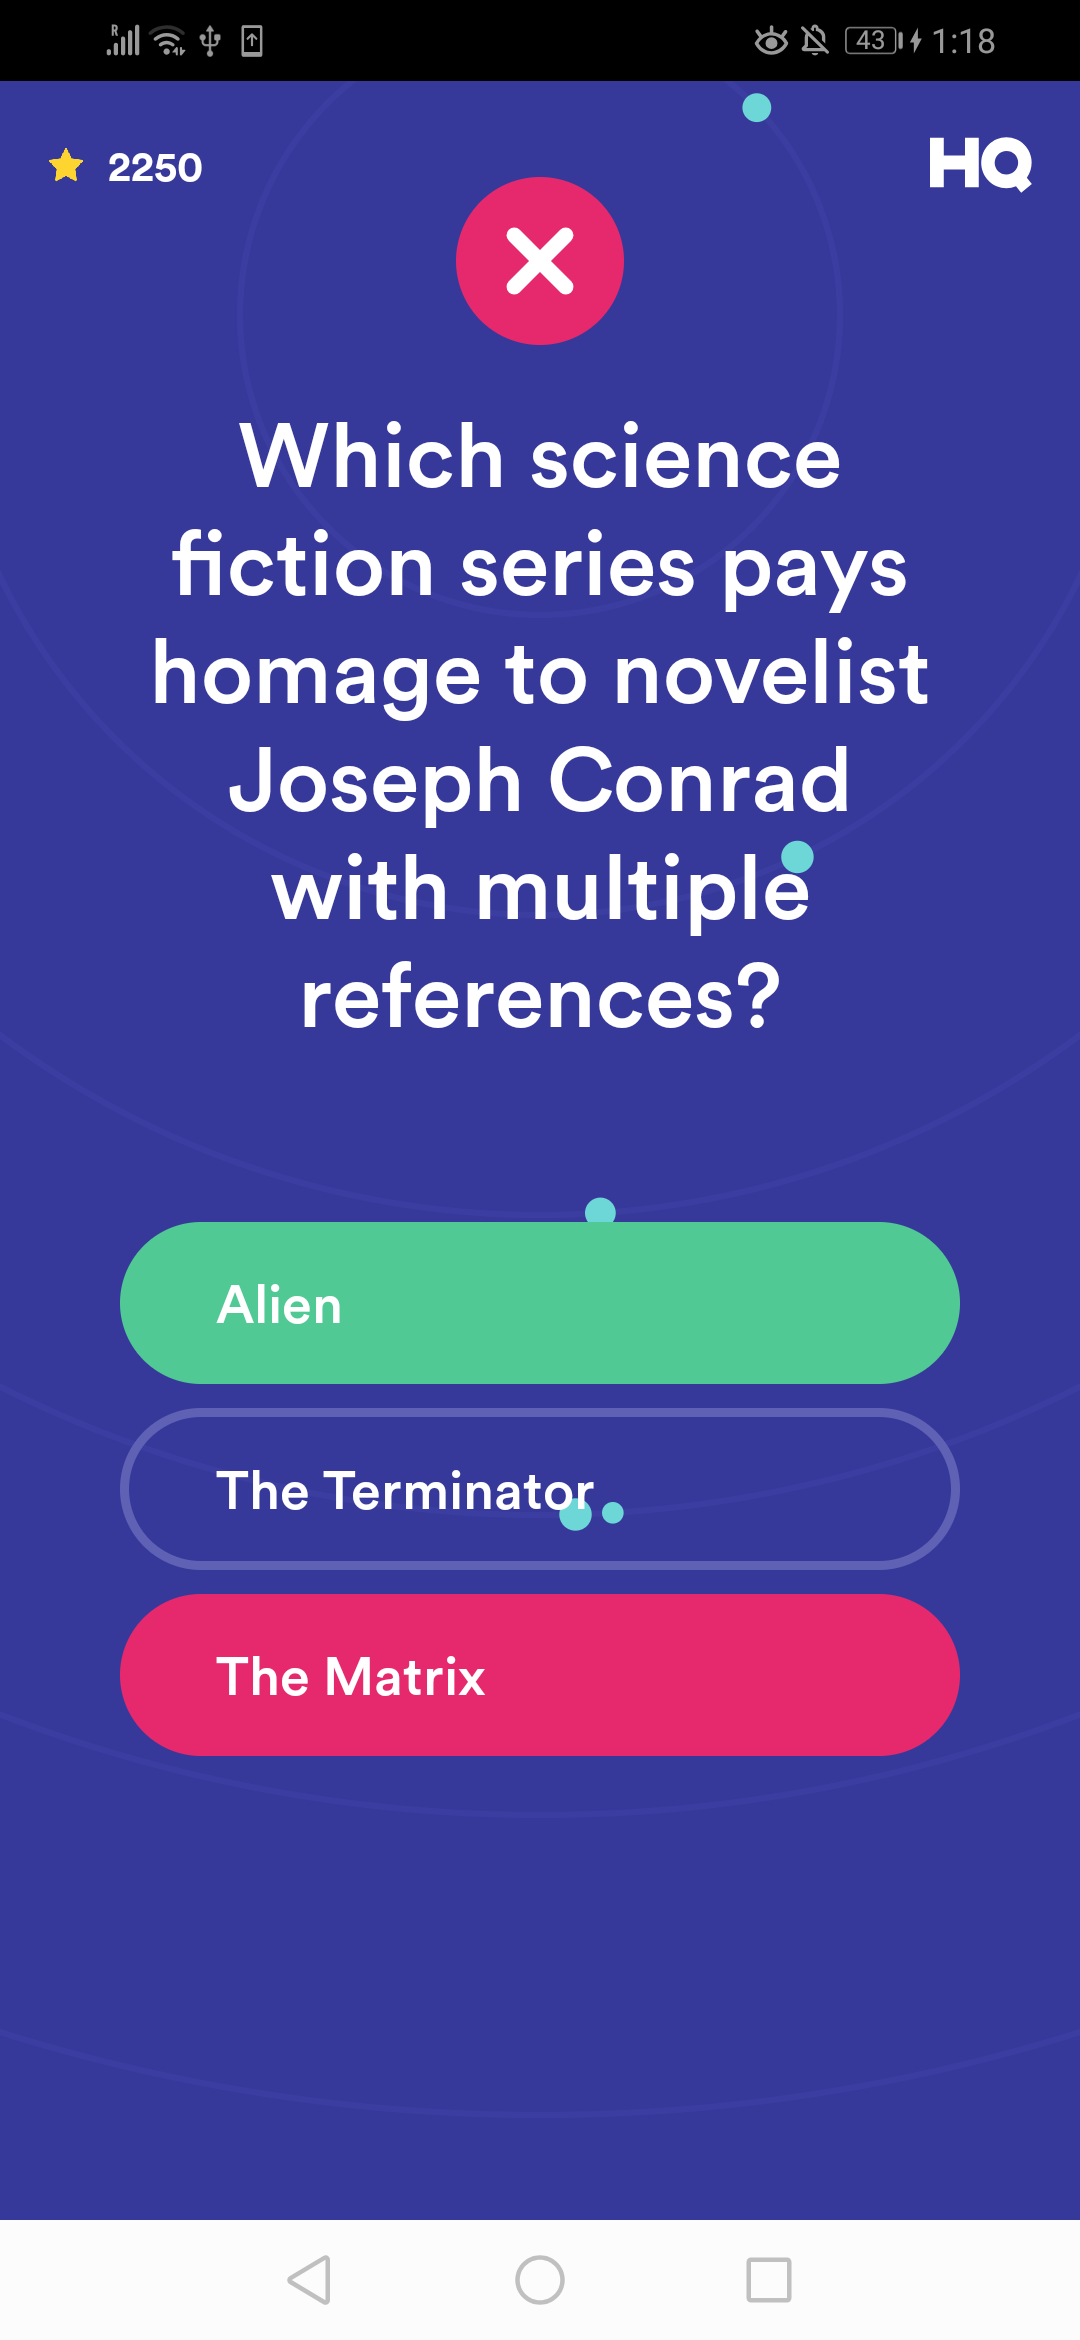 R
43
1:18
2250
HQ
Which science
fiction series pays
homage to novelist
Joseph Conrad
with multiple
references?
Alien
The Terminator
The Matrix